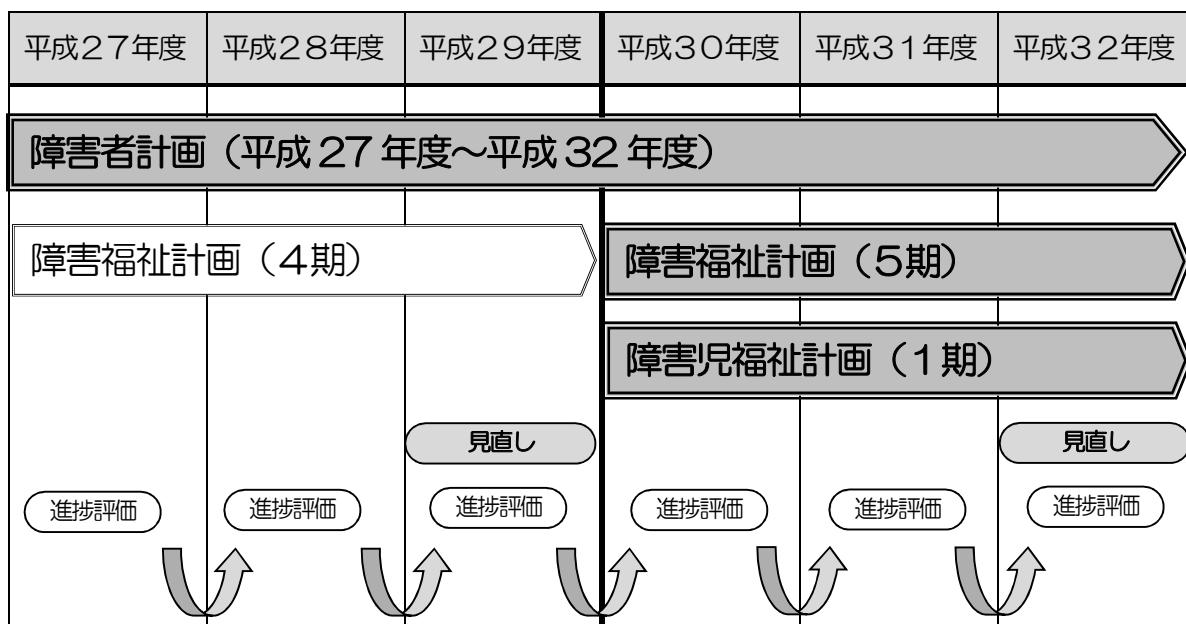 平成２７年度 平成２８年度 平成２９年度 平成３０年度 平成３１年度 平成３２年度
障害者計画（平成 27 年度～平成 32 年度）
障害福祉計画（４期） 障害福祉計画（５期）
障害児福祉計画（１期）
見直し 見直し
進捗評価 進捗評価 進捗評価 進捗評価 進捗評価 進捗評価